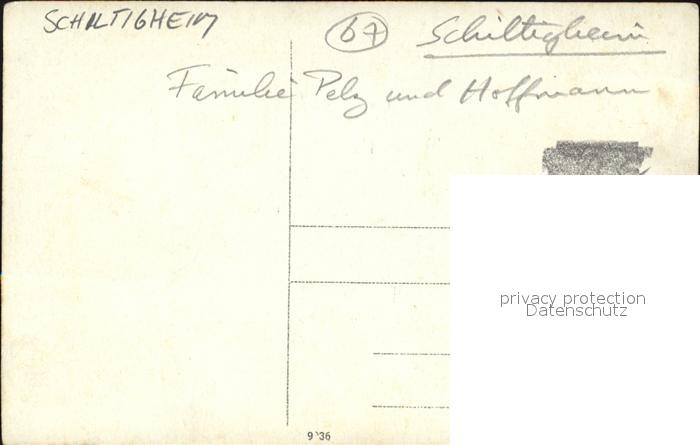 SCHILTIGHEIM
67 Schiltigheim
Familie Pelz und Hoffmann
privacy protection
Datenschutz
9 '36